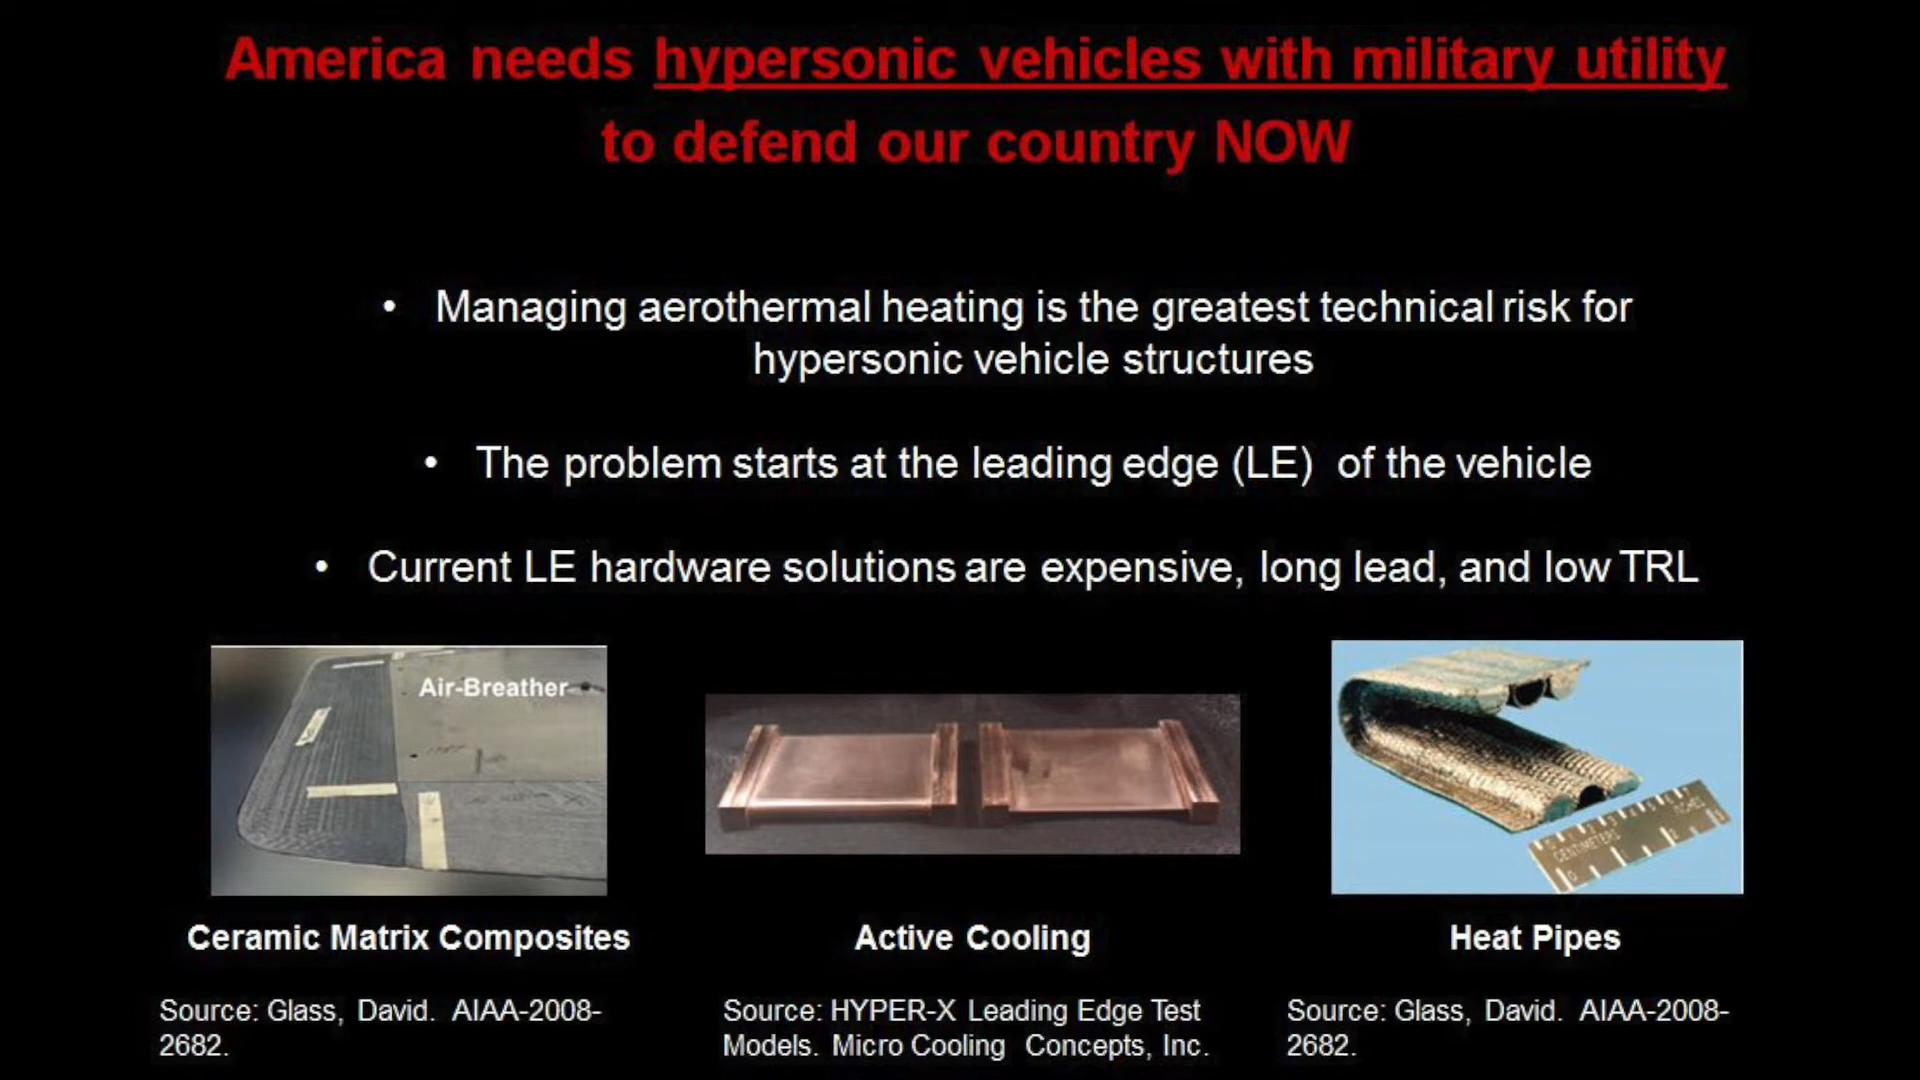 America needs hypersonic vehicles with military utility
to defend our country NOW
• Managing aerothermal heating is the greatest technical risk for
hypersonic vehicle structures
• The problem starts at the leading edge (LE) of the vehicle
• Current LE hardware solutions are expensive, long lead, and low TRL
Air-Breather
CENTIMETERS
INCHES
Ceramic Matrix Composites
Active Cooling
Heat Pipes
Source: Glass, David. AIAA-2008-
2682.
Source: HYPER-X Leading Edge Test
Models. Micro Cooling Concepts, Inc.
Source: Glass, David. AIAA-2008-
2682.